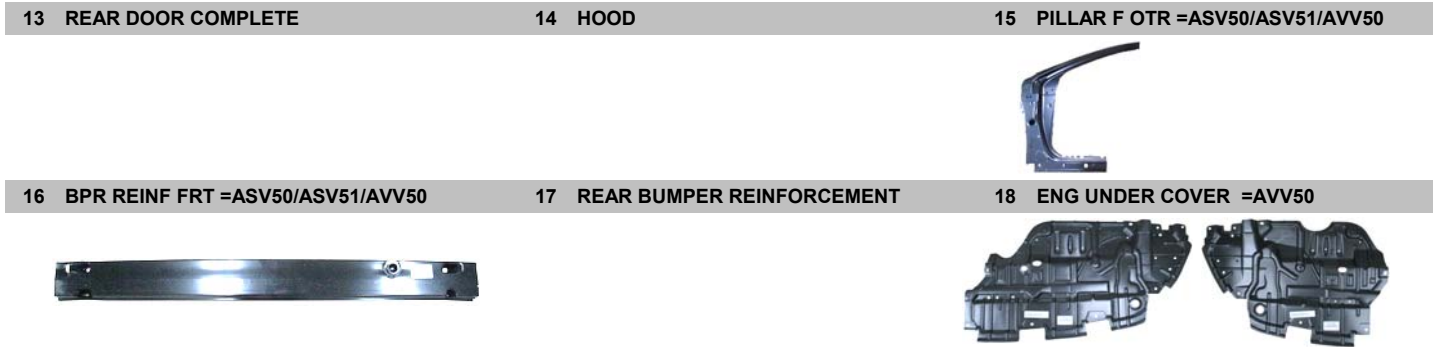 13 REAR DOOR COMPLETE 14 HOOD 15 PILLAR F OTR =ASV50/ASV51/AVV50
16 BPR REINF FRT =ASV50/ASV51/AVV50 17 REAR BUMPER REINFORCEMENT 18 ENG UNDER COVER =AVV50